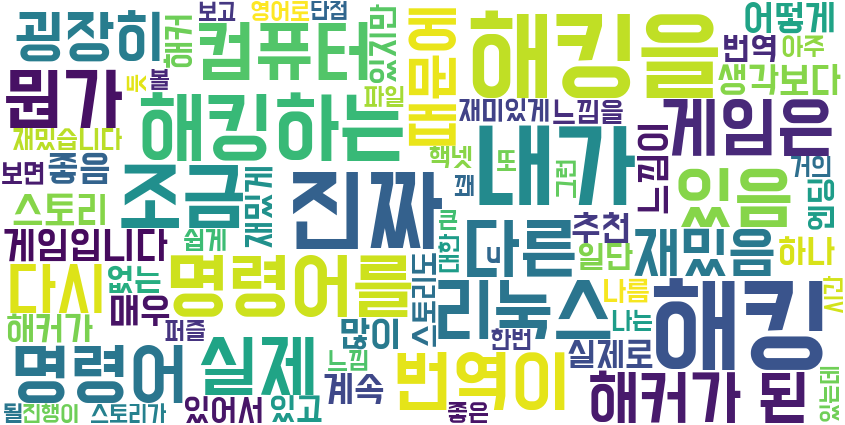 보고
영어로
단점
굉장히
해커
컴퓨터
있지만
때문에
해킹을
어떻게
번역
아주
뭔가
듯
볼
파일
생각보다
해킹하는
재미있게
느낌을
게임은
재밌습니다
내가
보면
좋음
조금
진짜
핵넷
또
꽤
그런
느낌이
있음
거의
엔딩
스토리
재밌게
게임입니다
쉽게
대한
다른
추천
일단
재밌음
하나
다시
없는
매우
명령어를
스토리도
리눅스
나름
나는
해킹
시간
해커가
퍼즐
많이
한번
실제로
명령어
실제
느낌
계속
번역이
해커가 된
있는데
될
진행이
스토리가
있어서
있고
좋은